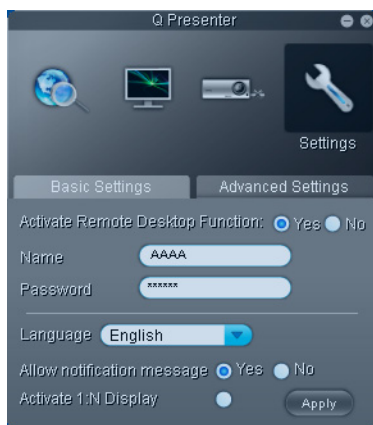 Q Presenter
Settings
Basic Settings Advanced Settings
Activate Remote Desktop Function: Yes No
Name AAAA
Password ******
Language English
Allow notification message Yes No
Activate 1:N Display Apply